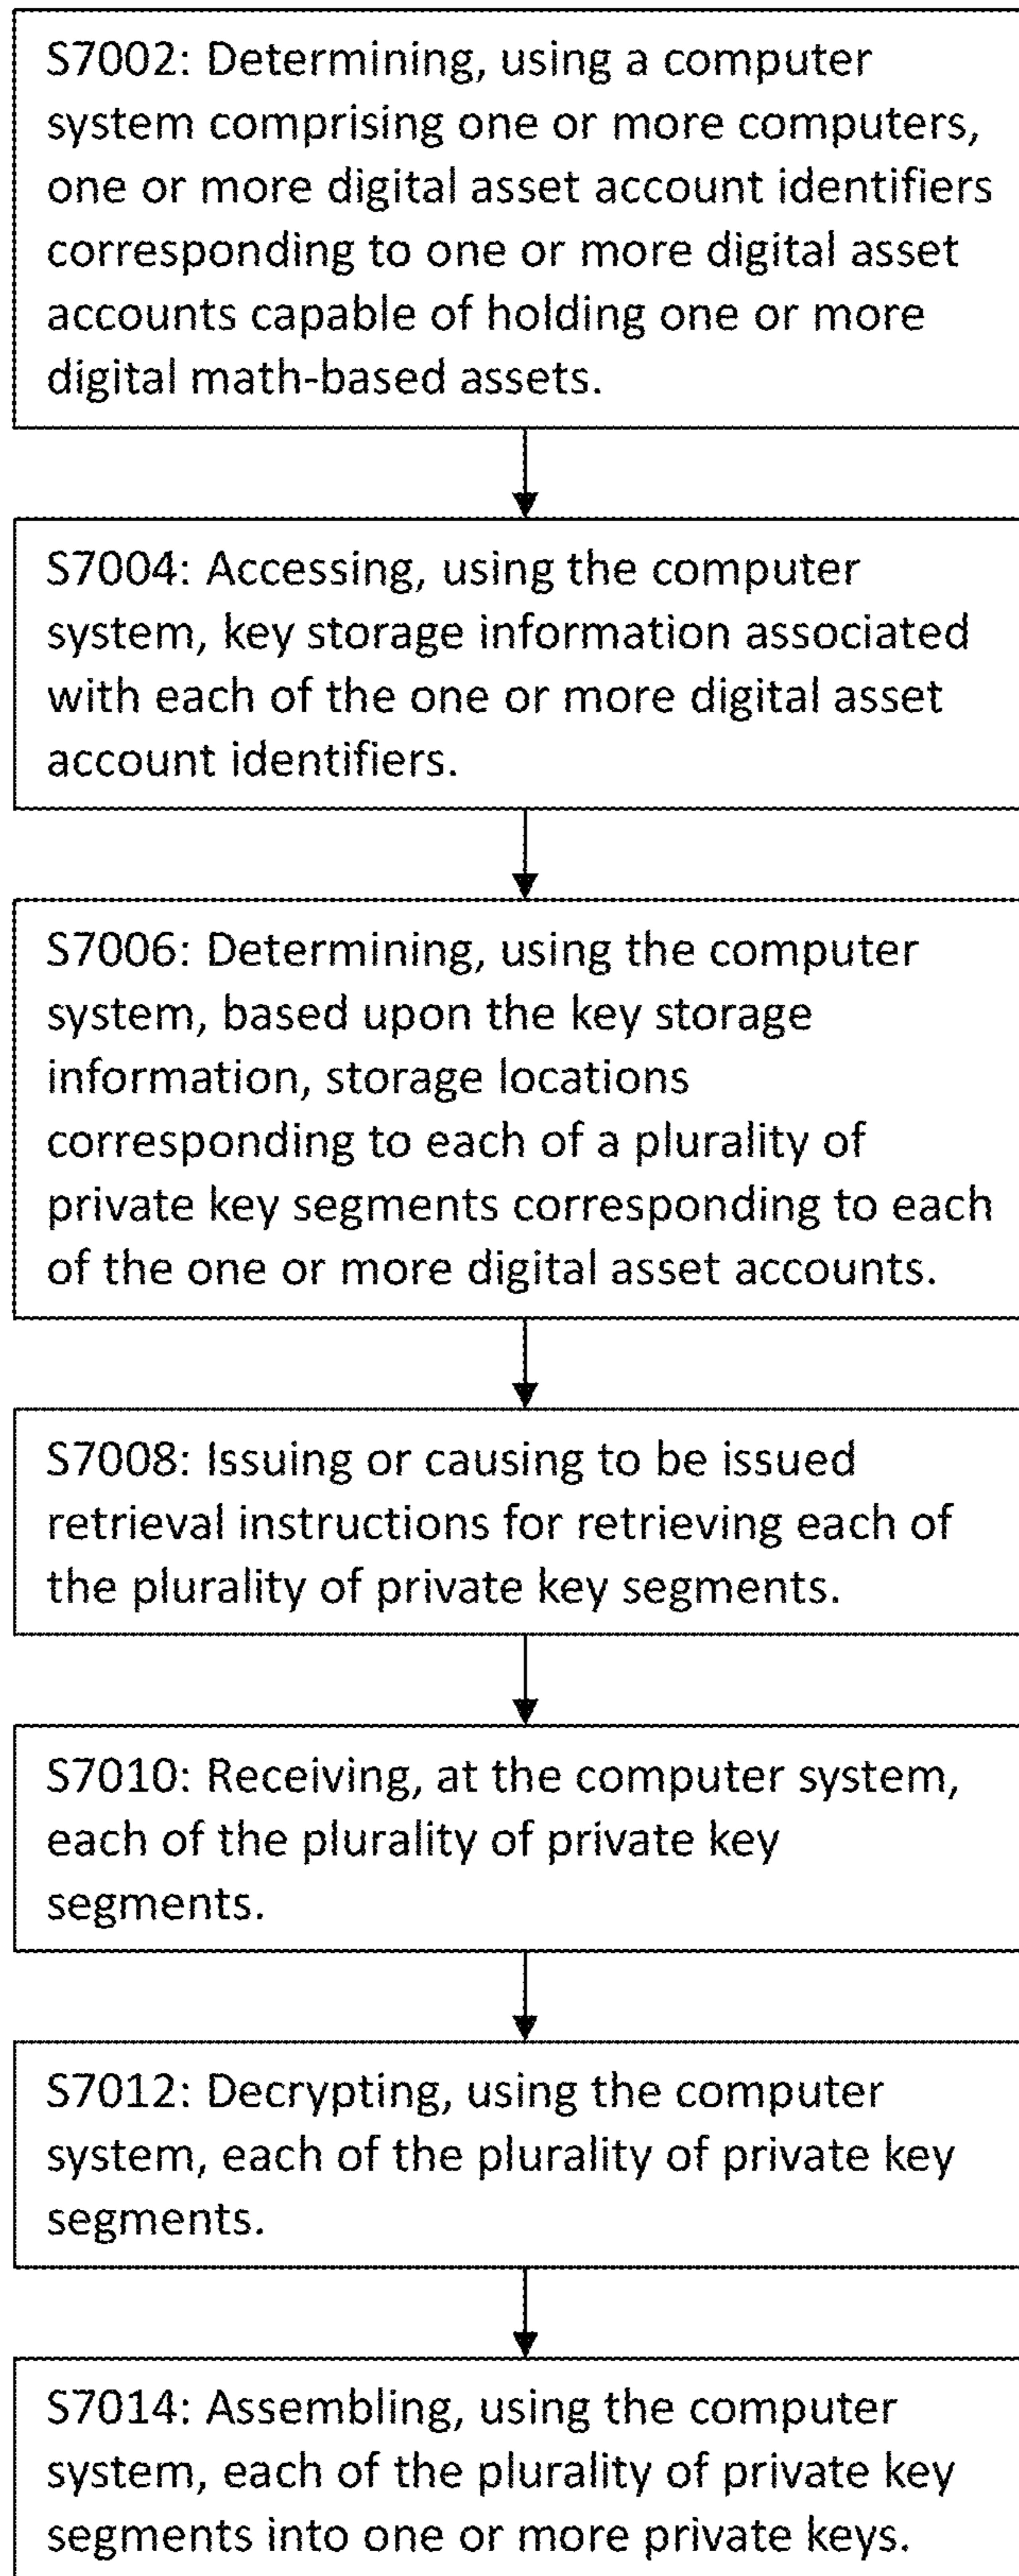 S7002: Determining, using a computer
system comprising one or more computers,
one or more digital asset account identifiers
corresponding to one or more digital asset
accounts capable of holding one or more
digital math-based assets.
S7004: Accessing, using the computer
system, key storage information associated
with each of the one or more digital asset
account identifiers.
S7006: Determining, using the computer
system, based upon the key storage
information, storage locations
corresponding to each of a plurality of
private key segments corresponding to each
of the one or more digital asset accounts.
S7008: Issuing or causing to be issued
retrieval instructions for retrieving each of
the plurality of private key segments.
S7010: Receiving, at the computer system,
each of the plurality of private key
segments.
S7012: Decrypting, using the computer
system, each of the plurality of private key
segments.
S7014: Assembling, using the computer
system, each of the plurality of private key
segments into one or more private keys.